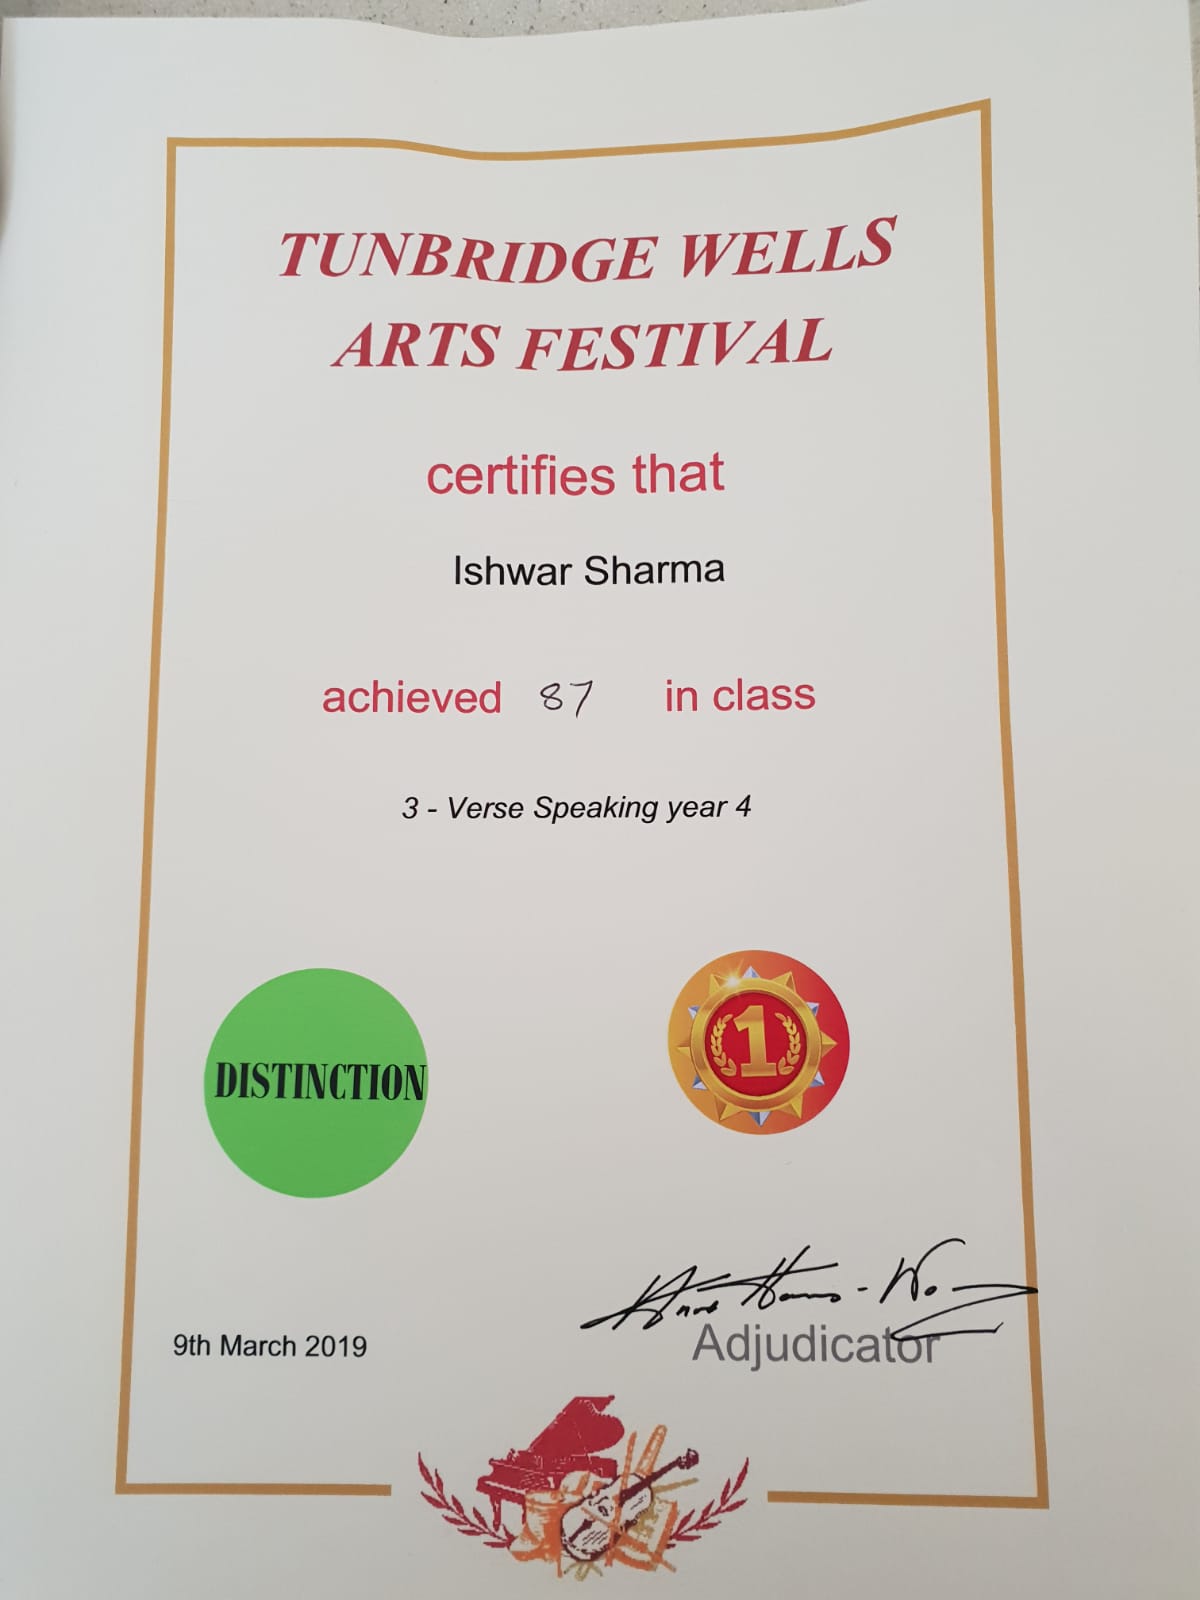 TUNBRIDGE WELLS
ARTS FESTIVAL
certifies that
Ishwar Sharma
achieved 87 in class
3 - Verse Speaking year 4
DISTINCTION
1
9th March 2019
Adjudicator